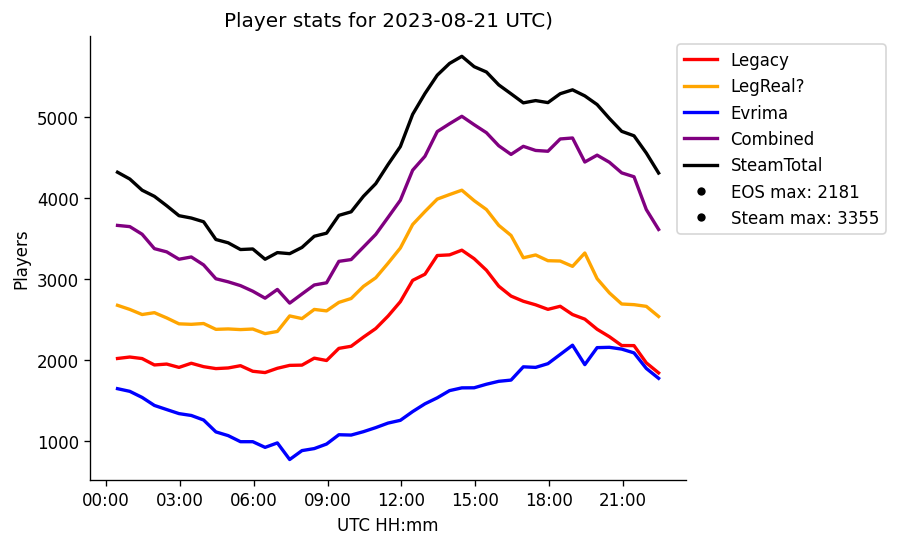 Player stats for 2023-08-21 UTC)
Legacy
LegReal?
Evrima
Combined
SteamTotal
EOS max: 2181
Steam max: 3355
Players
5000
4000
3000
2000
1000
00:00 03:00 06:00 09:00 12:00 15:00 18:00 21:00
UTC HH:mm